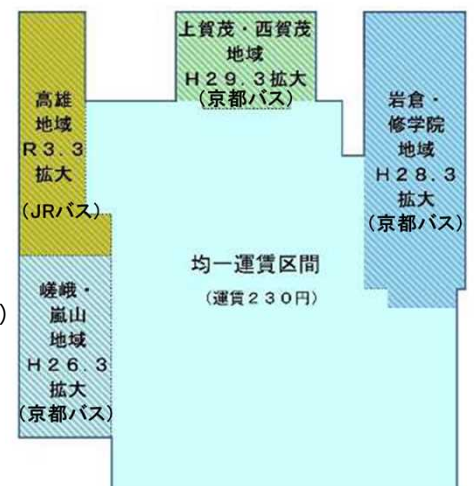 上賀茂・西賀茂
地域
H29.3拡大
(京都バス)
高雄
地域
R3.3
拡大
(JRバス)
岩倉・
修学院
地域
H28.3
拡大
(京都バス)
均一運賃区間
(運賃230円)
嵯峨・
嵐山
地域
H26.3
拡大
(京都バス)
)